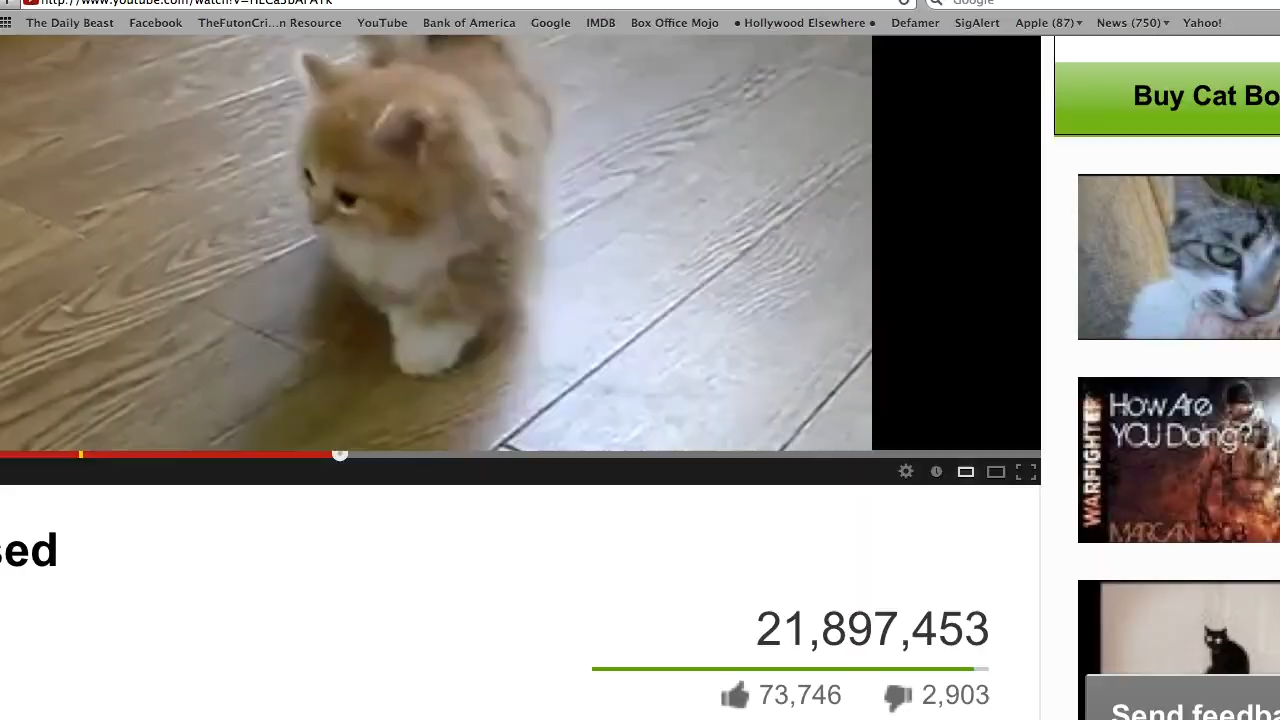 The Daily Beast Facebook TheFutonCri...n Resource YouTube Bank of America Google IMDB Box Office Mojo • Hollywood Elsewhere • Defamer SigAlert Apple (87) News (750) Yahoo!
Buy Cat Bo
How Are
YOU Doing?
WARFIGHTER
sed
21,897,453
73,746 2,903
Send feedba